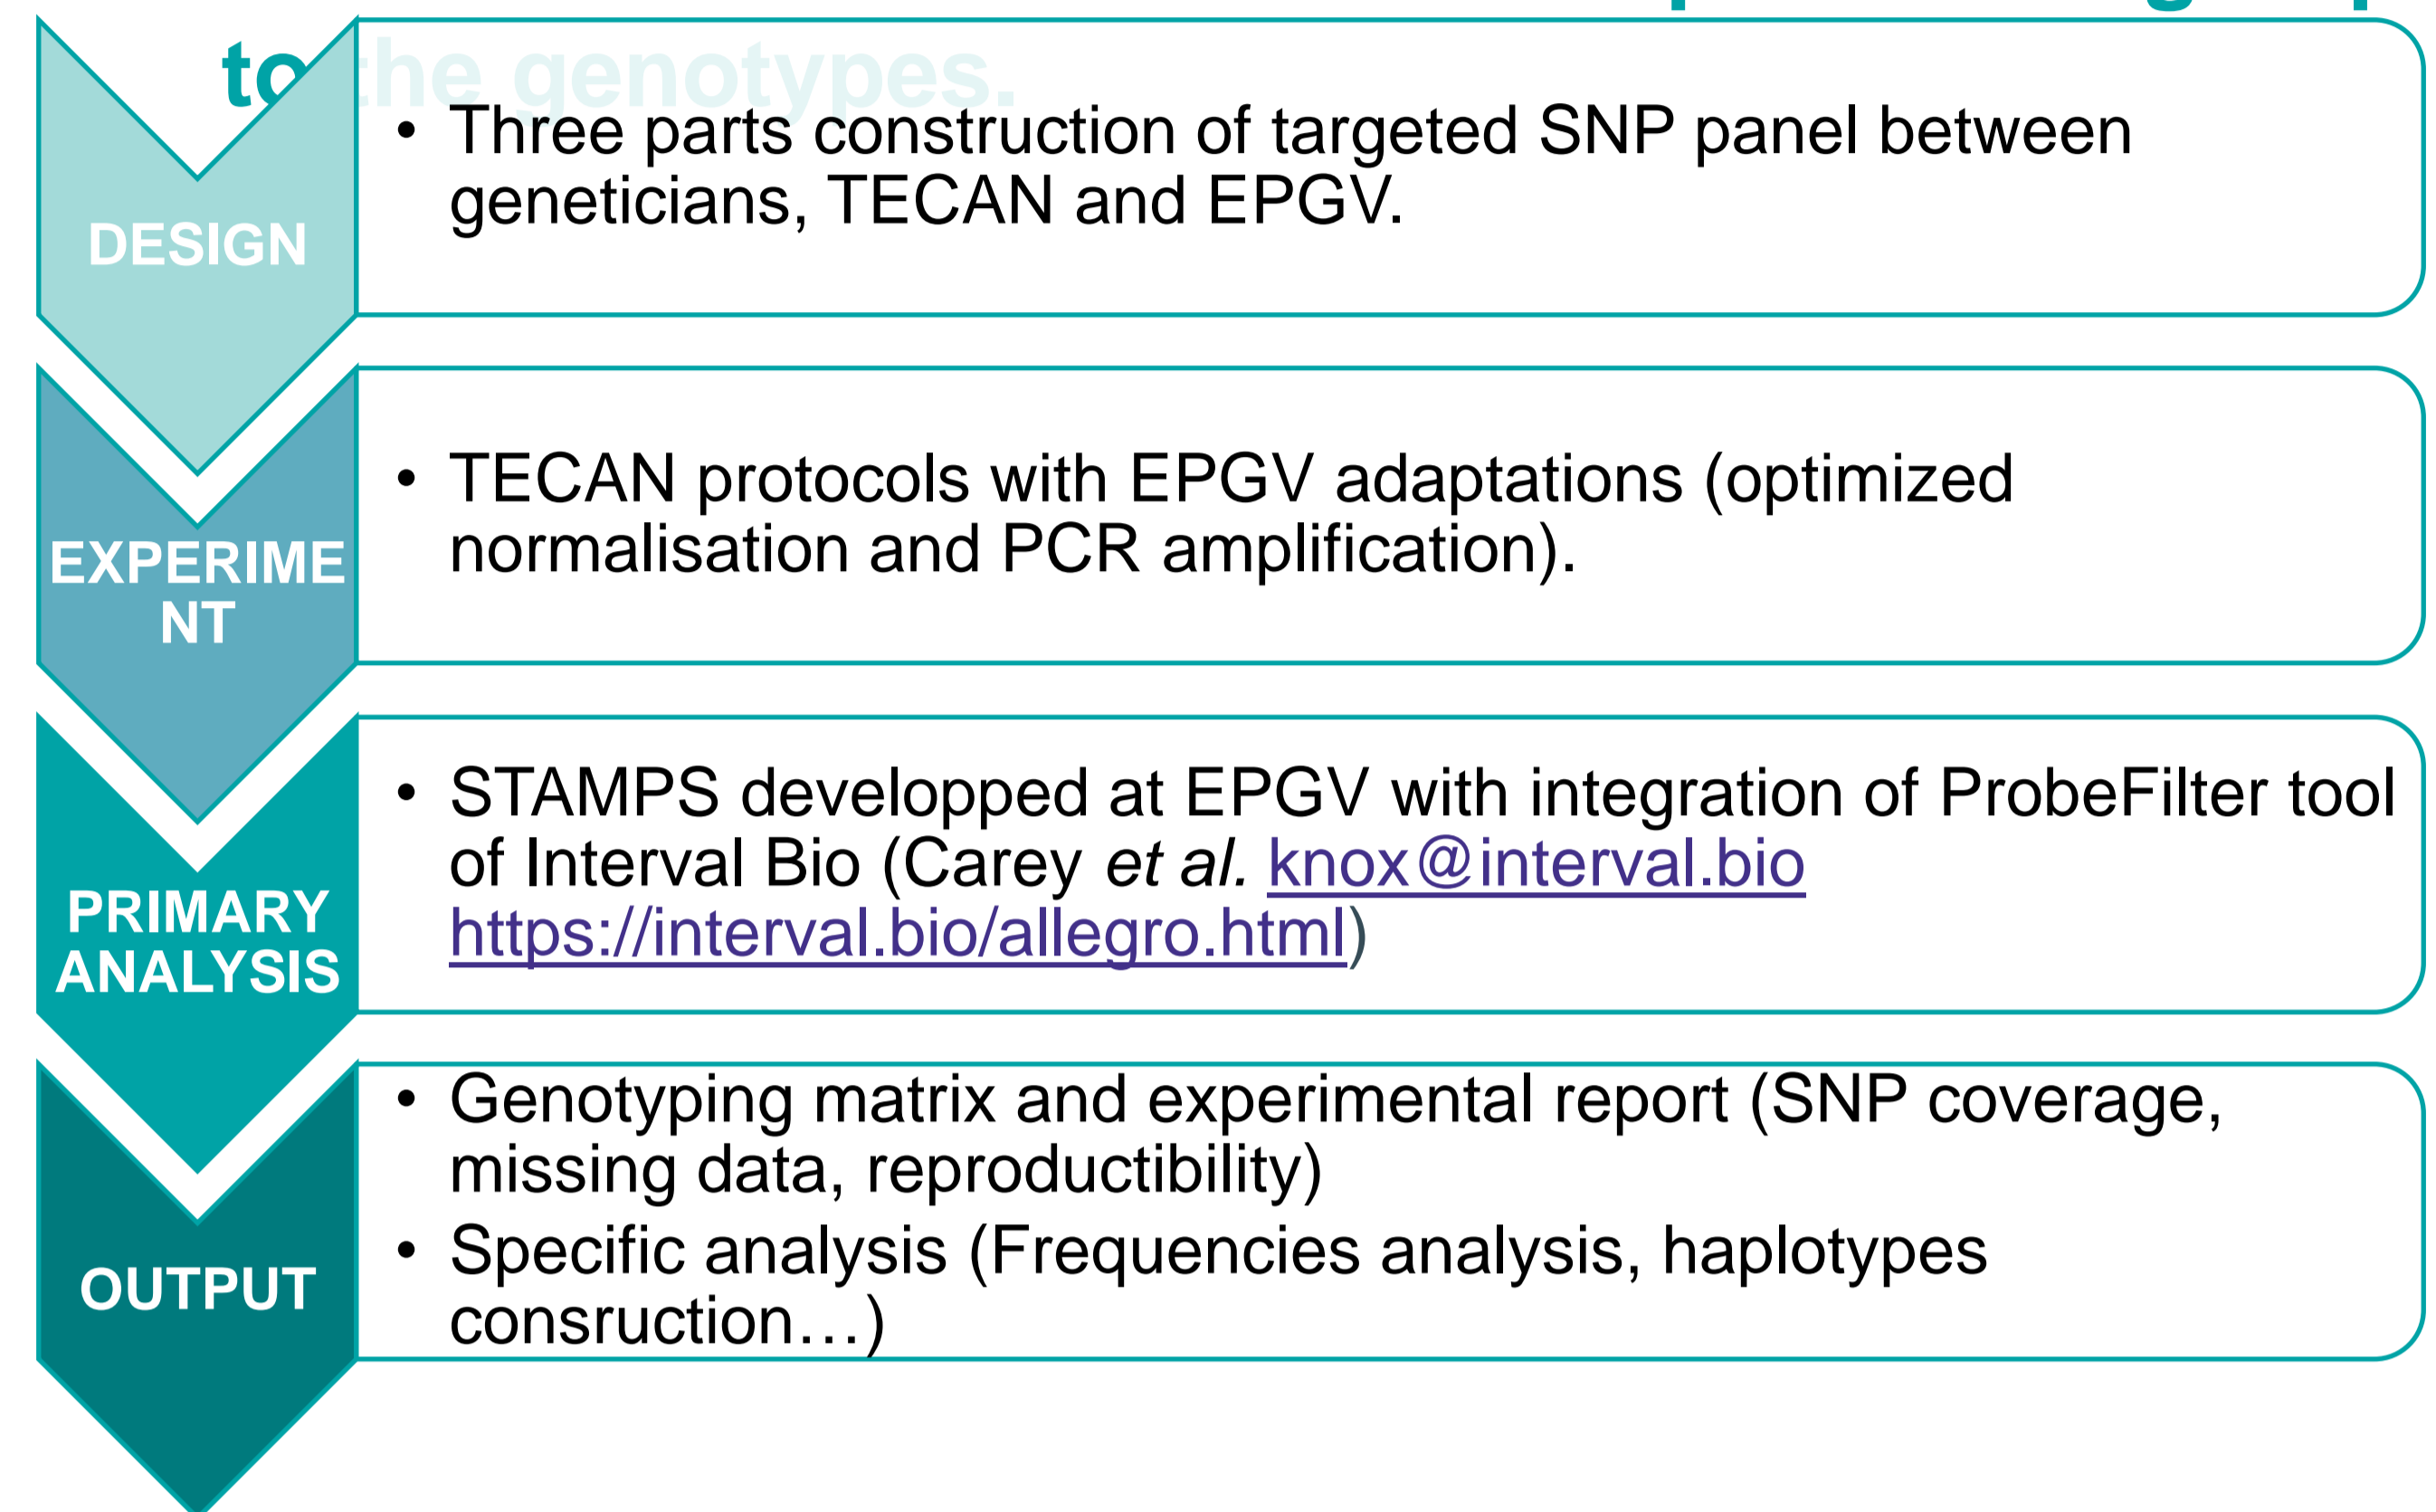 to the genotypes.
DESIGN
• Three parts construction of targeted SNP panel between
geneticians, TECAN and EPGV.
EXPERIME
NT
• TECAN protocols with EPGV adaptations (optimized
normalisation and PCR amplification).
PRIMARY
ANALYSIS
• STAMPS developped at EPGV with integration of ProbeFilter tool
of Interval Bio (Carey et al. knox@interval.bio
https://interval.bio/allegro.html)
OUTPUT
• Genotyping matrix and experimental report (SNP coverage,
missing data, reproductibility)
• Specific analysis (Frequencies analysis, haplotypes
consruction…)